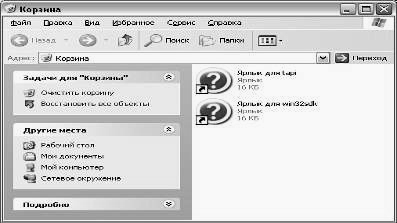 Корзина
Файл Правка Вид Избранное Сервис Справка
Назад Поиск Папки
Адрес: Корзина Переход
Задачи для "Корзина"
Очистить корзину
Восстановить все объекты
Другие места
Рабочий стол
Мои документы
Мой компьютер
Сетевое окружение
Подробно
Ярлык для tapi
Ярлык
16 КБ
Ярлык для win32sdk
Ярлык
16 КБ